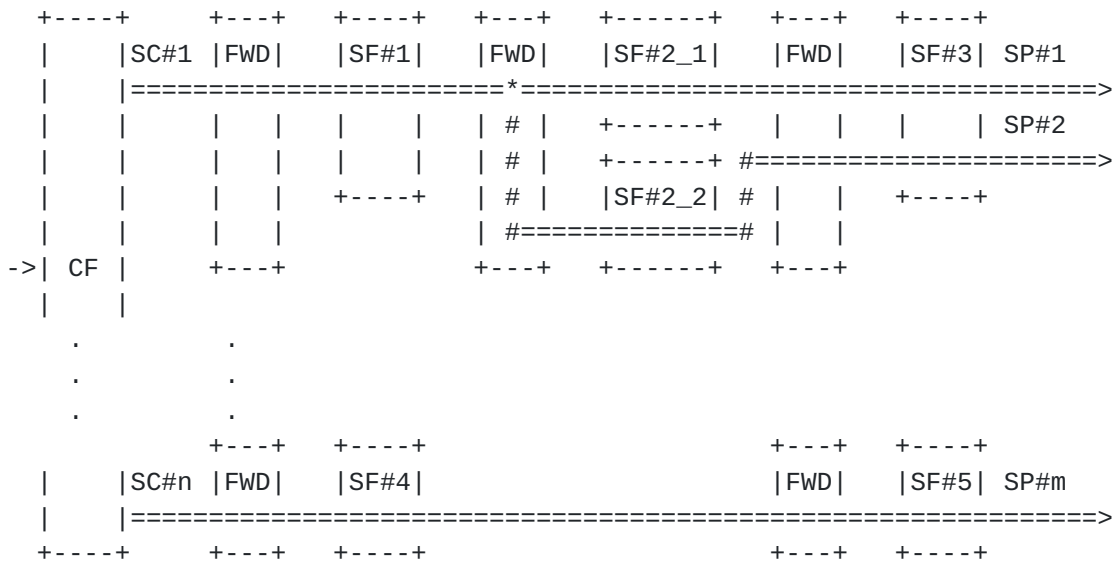 +----+ +---+ +----+ +---+ +------+ +---+ +----+
| |SC#1 |FWD| |SF#1| |FWD| |SF#2_1| |FWD| |SF#3| SP#1
| |========================*=====================================>
| | | | | | | # | +------+ | | | | SP#2
| | | | | | | # | +------+ #======================>
| | | | +----+ | # | |SF#2_2| # | | +----+
| | | | | #===============# | |
->| CF | +---+ +---+ +------+ +---+
| |
. .
. .
. .
+---+ +----+ +---+ +----+
| |SC#n |FWD| |SF#4| |FWD| |SF#5| SP#m
| |==============================================================>
+----+ +---+ +----+ +---+ +----+